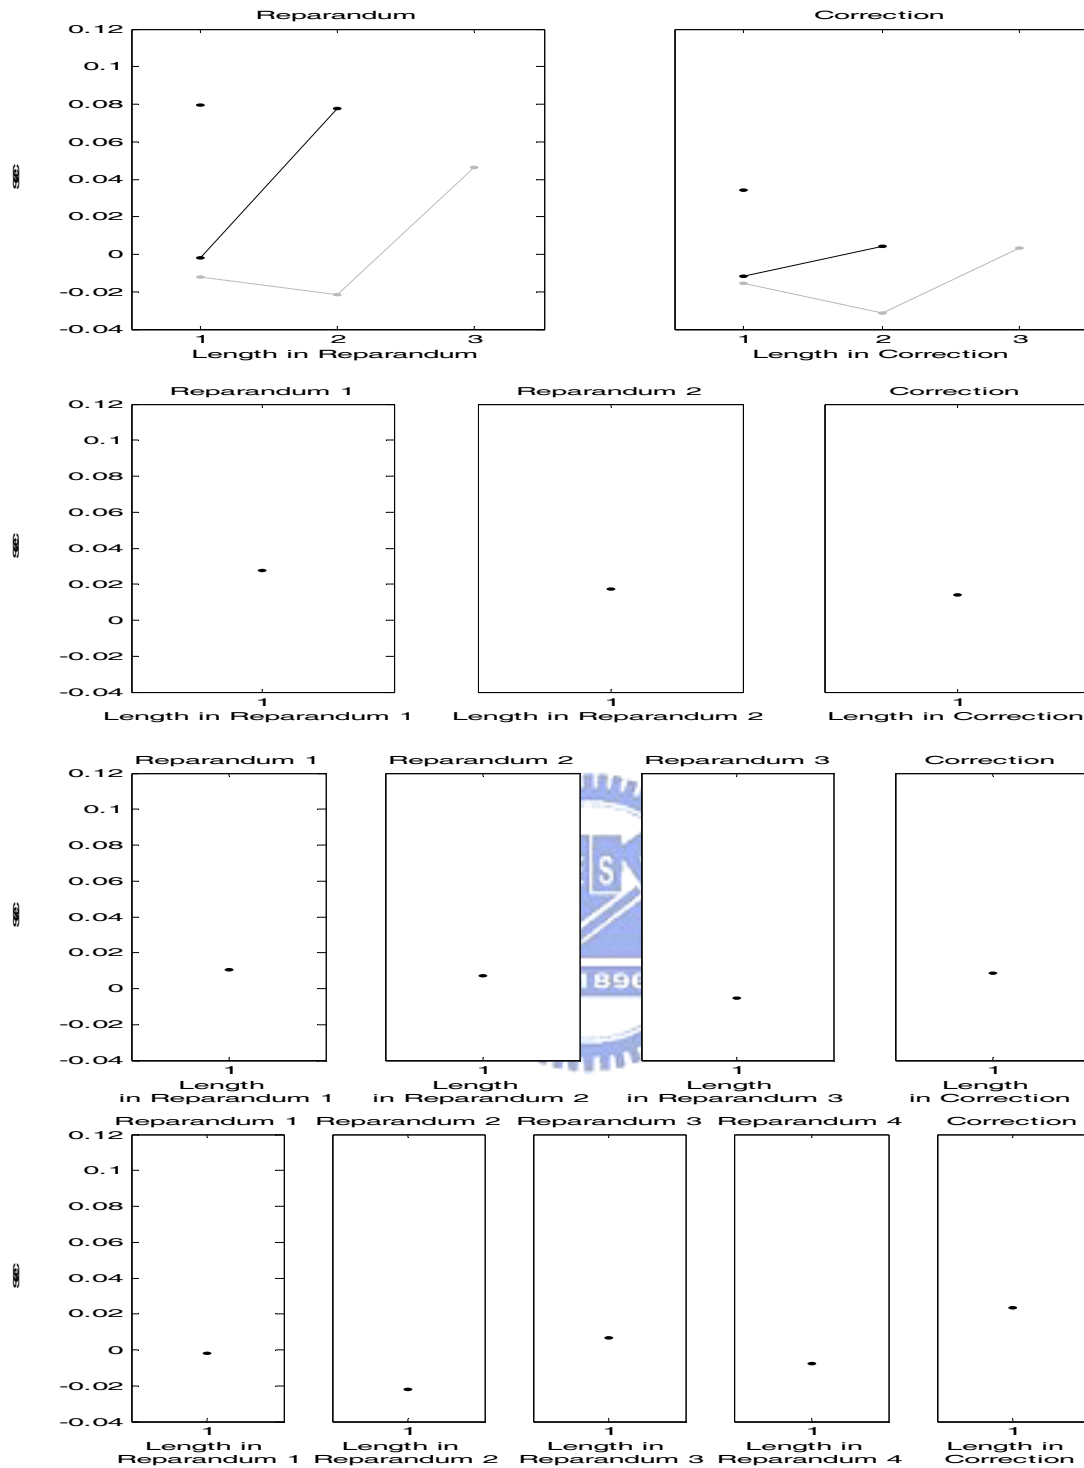 Reparandum Correction
0.12
0.1
0.08
0.06
0.04
0.02
0
-0.02
-0.04
1 2 3 1 2 3
Length in Reparandum Length in Correction
Reparandum 1 Reparandum 2 Correction
0.12
0.1
0.08
0.06
0.04
0.02
0
-0.02
-0.04
1 1 1
Length in Reparandum 1 Length in Reparandum 2 Length in Correction
Reparandum 1 Reparandum 2 Reparandum 3 Correction
0.12
0.1
0.08
0.06
0.04
0.02
0
-0.02
-0.04
S
1896
1 1 1 1
Length Length Length Length
in Reparandum 1 in Reparandum 2 in Reparandum 3 in Correction
Reparandum 1 Reparandum 2 Reparandum 3 Reparandum 4 Correction
0.12
0.1
0.08
0.06
0.04
0.02
0
-0.02
-0.04
1 1 1 1 1
Length in Length in Length in Length in Length in
Reparandum 1 Reparandum 2 Reparandum 3 Reparandum 4 Correction